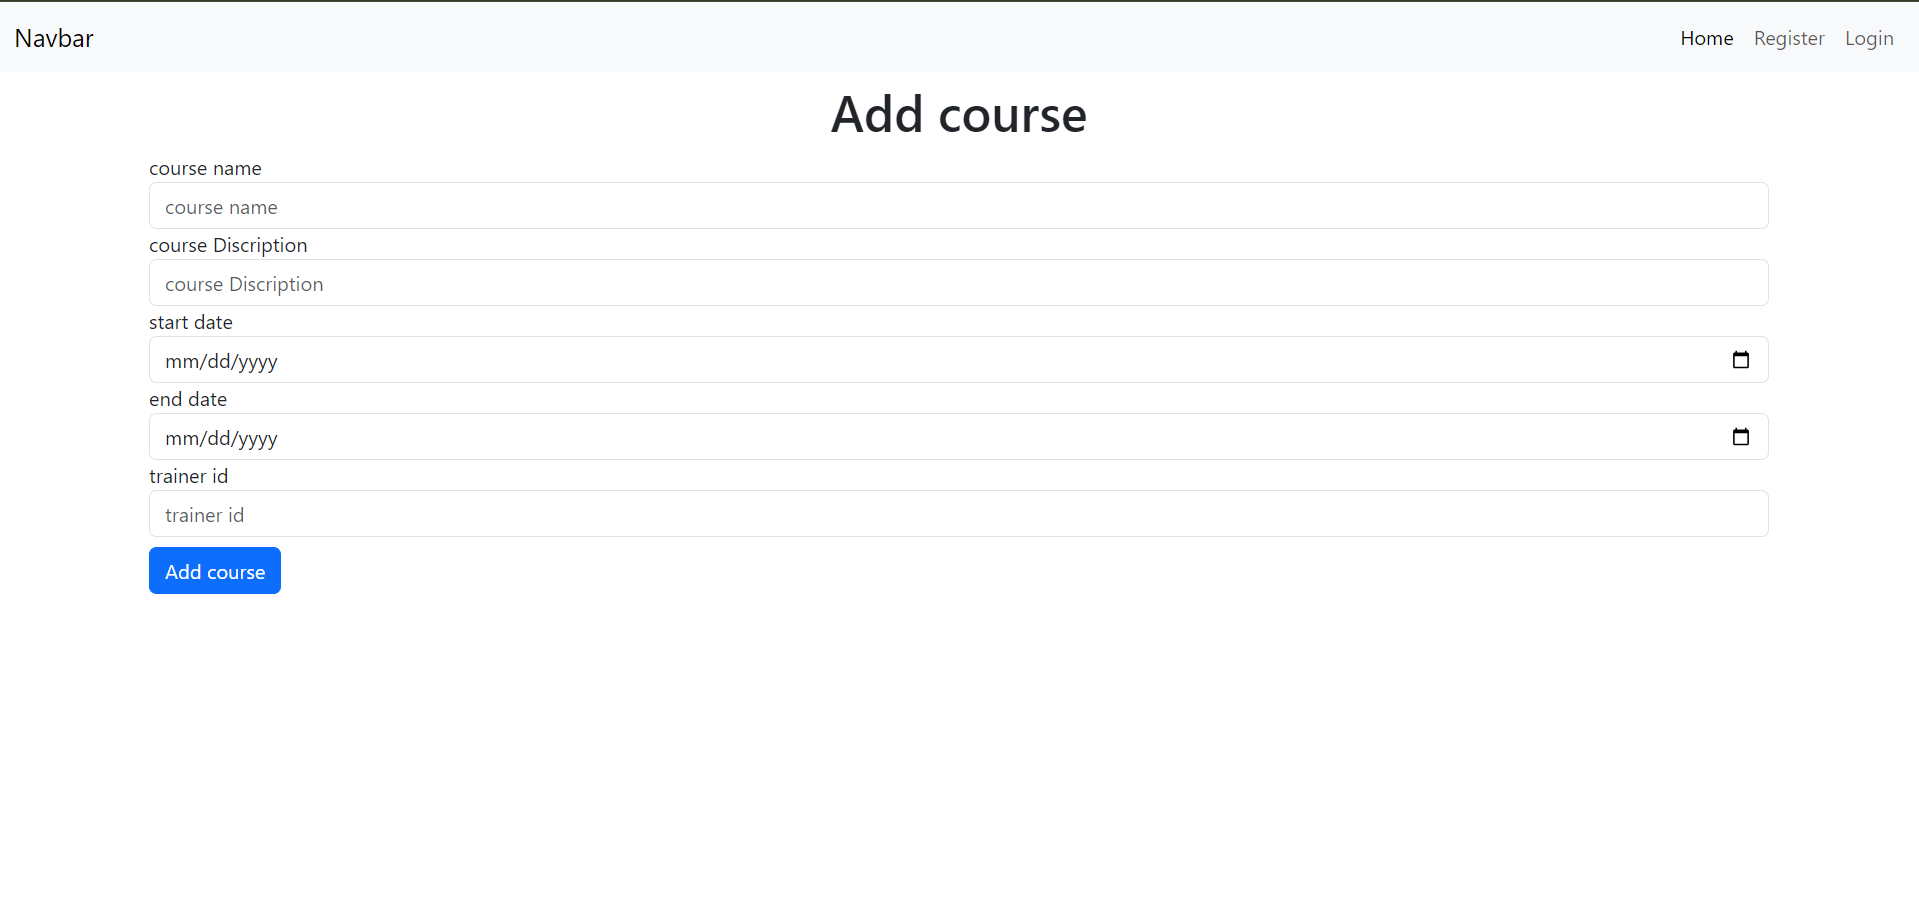 Navbar Home Register Login
Add course
course name
course name
course Discription
course Discription
start date
mm/dd/yyyy
end date
mm/dd/yyyy
trainer id
trainer id
Add course